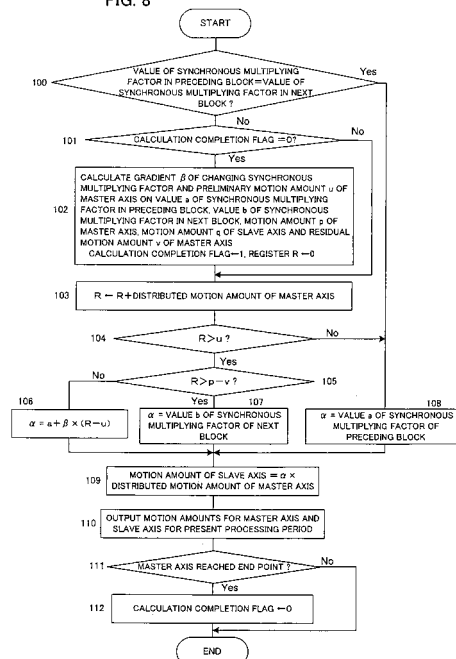 FIG. 8
START
100
VALUE OF SYNCHRONOUS MULTIPLYING
FACTOR IN PRECEDING BLOCK=VALUE OF
SYNCHRONOUS MULTIPLYING FACTOR IN NEXT
BLOCK ?
Yes
No
101
CALCULATION COMPLETION FLAG =0?
No
Yes
102
CALCULATE GRADIENT β OF CHANGING SYNCHRONOUS
MULTIPLYING FACTOR AND PRELIMINARY MOTION AMOUNT u OF
MASTER AXIS ON VALUE a OF SYNCHRONOUS MULTIPLYING
FACTOR IN PRECEDING BLOCK, VALUE b OF SYNCHRONOUS
MULTIPLYING FACTOR IN NEXT BLOCK, MOTION AMOUNT p OF
MASTER AXIS, MOTION AMOUNT q OF SLAVE AXIS AND RESIDUAL
MOTION AMOUNT v OF MASTER AXIS
CALCULATION COMPLETION FLAG←1, REGISTER R ←0
103
R ← R+DISTRIBUTED MOTION AMOUNT OF MASTER AXIS
104
R>u ?
No
Yes
No
R>p−v ?
105
106
Yes
107
108
α = a+ β × (R−u)
α = VALUE b OF SYNCHRONOUS
MULTIPLYING FACTOR OF NEXT
BLOCK
α = VALUE a OF SYNCHRONOUS
MULTIPLYING FACTOR OF
PRECEDING BLOCK
109
MOTION AMOUNT OF SLAVE AXIS = α ×
DISTRIBUTED MOTION AMOUNT OF MASTER AXIS
110
OUTPUT MOTION AMOUNTS FOR MASTER AXIS AND
SLAVE AXIS FOR PRESENT PROCESSING PERIOD
111
MASTER AXIS REACHED END POINT ?
No
Yes
112
CALCULATION COMPLETION FLAG ←0
END